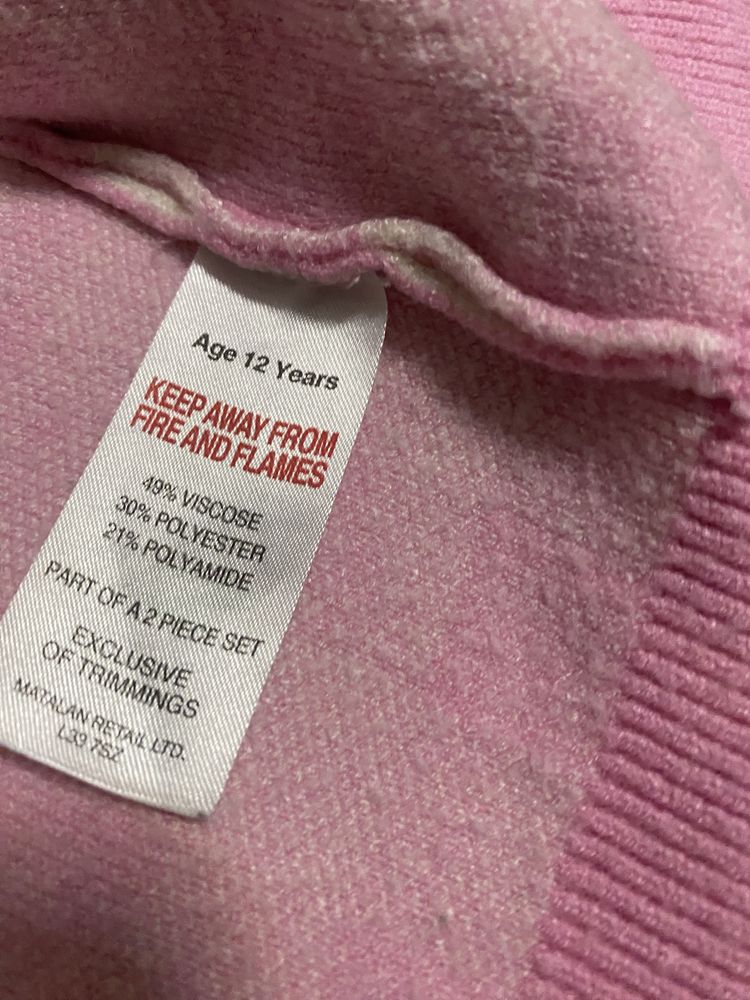 Age 12 Years
KEEP AWAY FROM
FIRE AND FLAMES
49% VISCOSE
30% POLYESTER
21% POLYAMIDE
PART OF A 2 PIECE SET
EXCLUSIVE
OF TRIMMINGS
MATALAN RETAIL LTD.
L33 7SZ